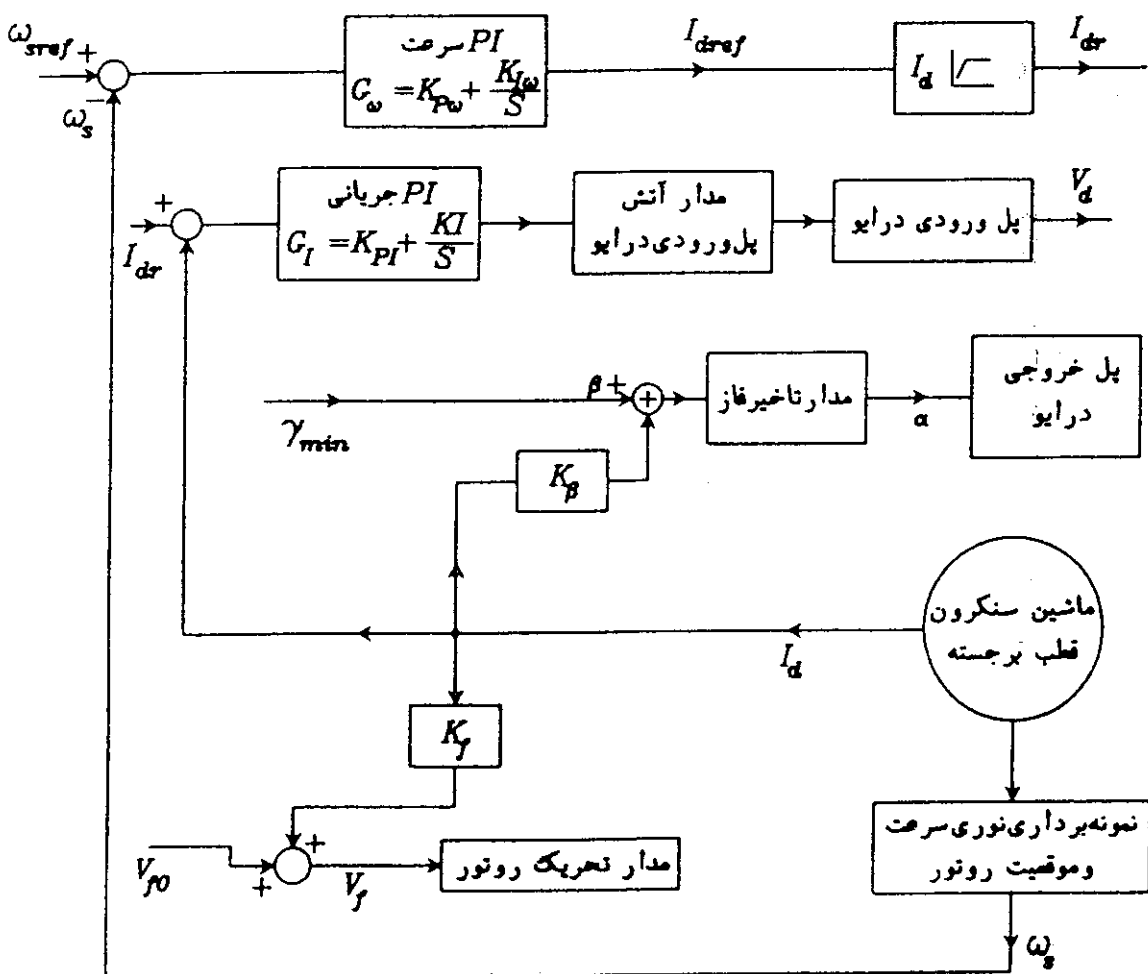 ω_sref +
PI سرعت
G_ω = K_Pω + K_Iω/S
I_dref
I_d
I_dr
ω_s −
+
I_dr
PI جریانی
G_I = K_PI + KI/S
مدار آتش
پل ورودی درایو
پل ورودی درایو
V_d
γ_min
β +
+
مدار تاخیر فاز
α
پل خروجی
درایو
K_β
ماشین سنکرون
قطب برجسته
I_d
K_f
V_f0
+
+
V_f
مدار تحریک روتور
نمونه برداری نوری سرعت
وموقعیت روتور
ω_s